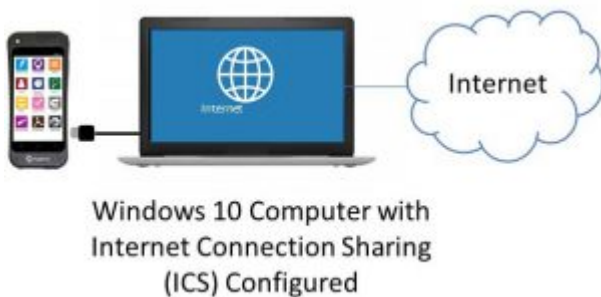 Internet
Internet
Windows 10 Computer with
Internet Connection Sharing
(ICS) Configured